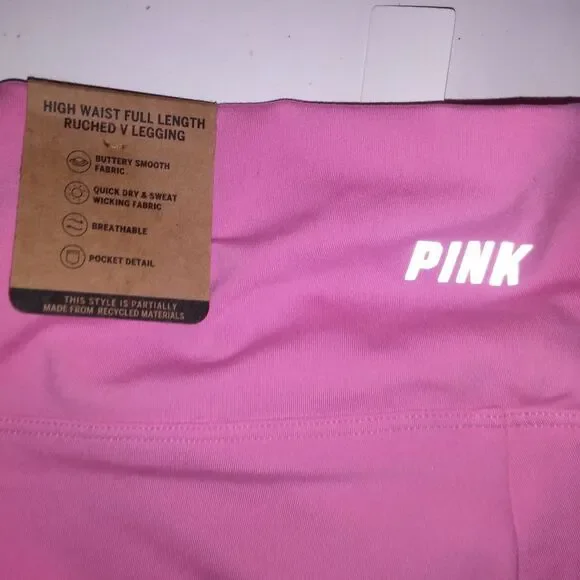 HIGH WAIST FULL LENGTH
RUCHED V LEGGING
BUTTERY SMOOTH
FABRIC
QUICK DRY & SWEAT
WICKING FABRIC
BREATHABLE
POCKET DETAIL
THIS STYLE IS PARTIALLY
MADE FROM RECYCLED MATERIALS
PINK